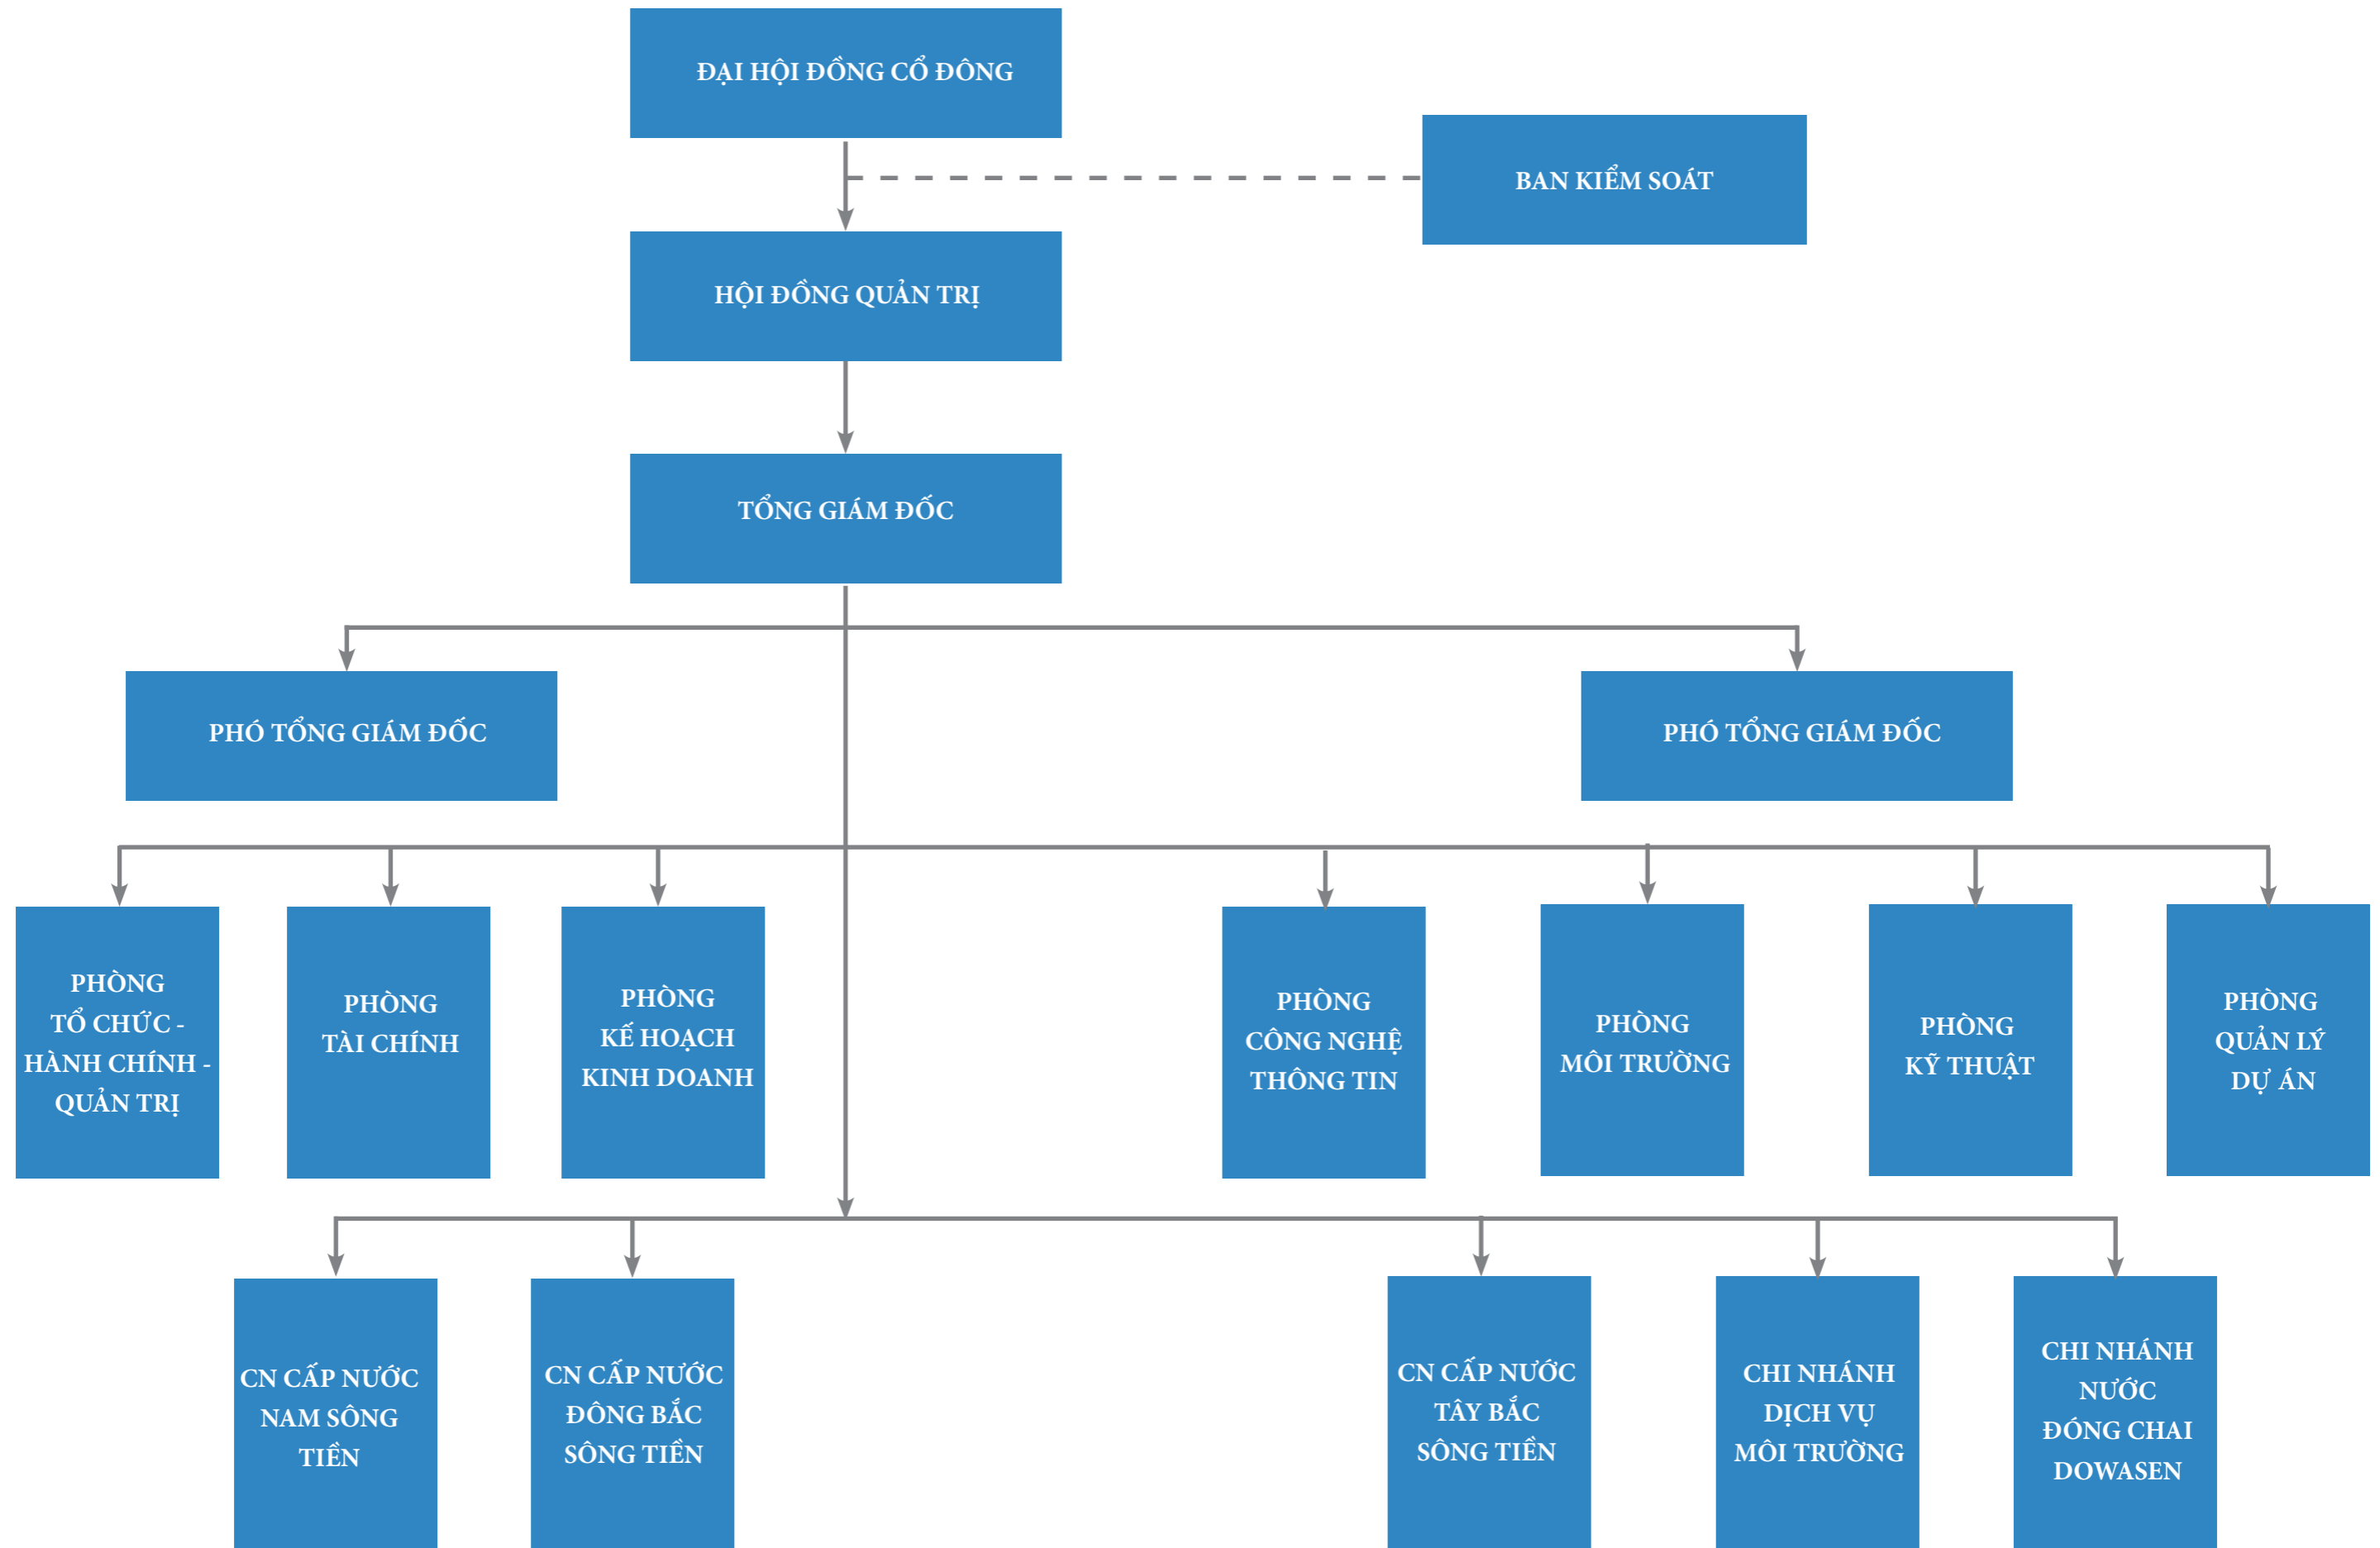 ĐẠI HỘI ĐỒNG CỔ ĐÔNG
BAN KIỂM SOÁT
HỘI ĐỒNG QUẢN TRỊ
TỔNG GIÁM ĐỐC
PHÓ TỔNG GIÁM ĐỐC
PHÓ TỔNG GIÁM ĐỐC
PHÒNG
TỔ CHỨC -
HÀNH CHÍNH -
QUẢN TRỊ
PHÒNG
TÀI CHÍNH
PHÒNG
KẾ HOẠCH
KINH DOANH
PHÒNG
CÔNG NGHỆ
THÔNG TIN
PHÒNG
MÔI TRƯỜNG
PHÒNG
KỸ THUẬT
PHÒNG
QUẢN LÝ
DỰ ÁN
CN CẤP NƯỚC
NAM SÔNG
TIỀN
CN CẤP NƯỚC
ĐÔNG BẮC
SÔNG TIỀN
CN CẤP NƯỚC
TÂY BẮC
SÔNG TIỀN
CHI NHÁNH
DỊCH VỤ
MÔI TRƯỜNG
CHI NHÁNH
NƯỚC
ĐÓNG CHAI
DOWASEN